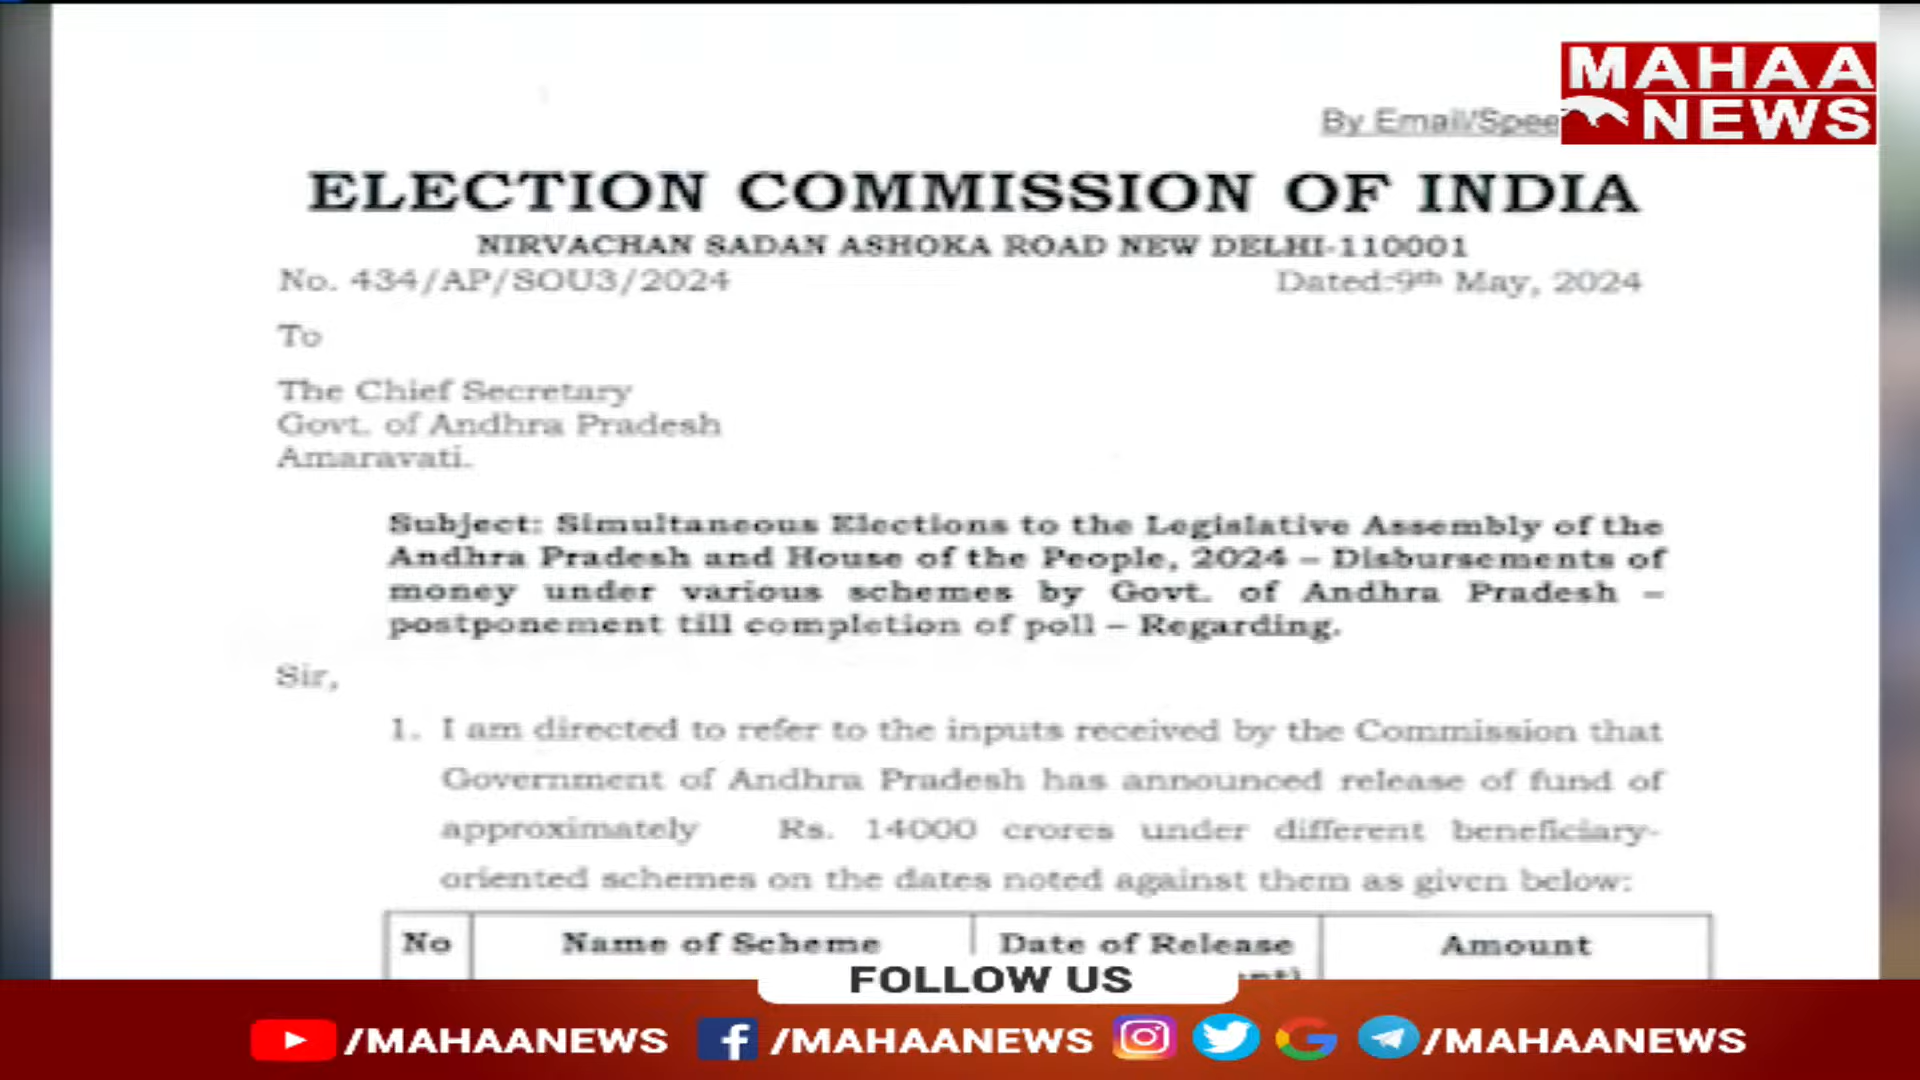 MAHAA
NEWS
By Email/Spee
ELECTION COMMISSION OF INDIA
NIRVACHAN SADAN ASHOKA ROAD NEW DELHI-110001
No. 434/AP/SOU3/2024 Dated:9th May, 2024
To
The Chief Secretary
Govt. of Andhra Pradesh
Amaravati.
Subject: Simultaneous Elections to the Legislative Assembly of the
Andhra Pradesh and House of the People, 2024 – Disbursements of
money under various schemes by Govt. of Andhra Pradesh –
postponement till completion of poll – Regarding.
Sir,
1. I am directed to refer to the inputs received by the Commission that
Government of Andhra Pradesh has announced release of fund of
approximately Rs. 14000 crores under different beneficiary-
oriented schemes on the dates noted against them as given below:
No Name of Scheme Date of Release Amount
FOLLOW US
/MAHAANEWS /MAHAANEWS /MAHAANEWS